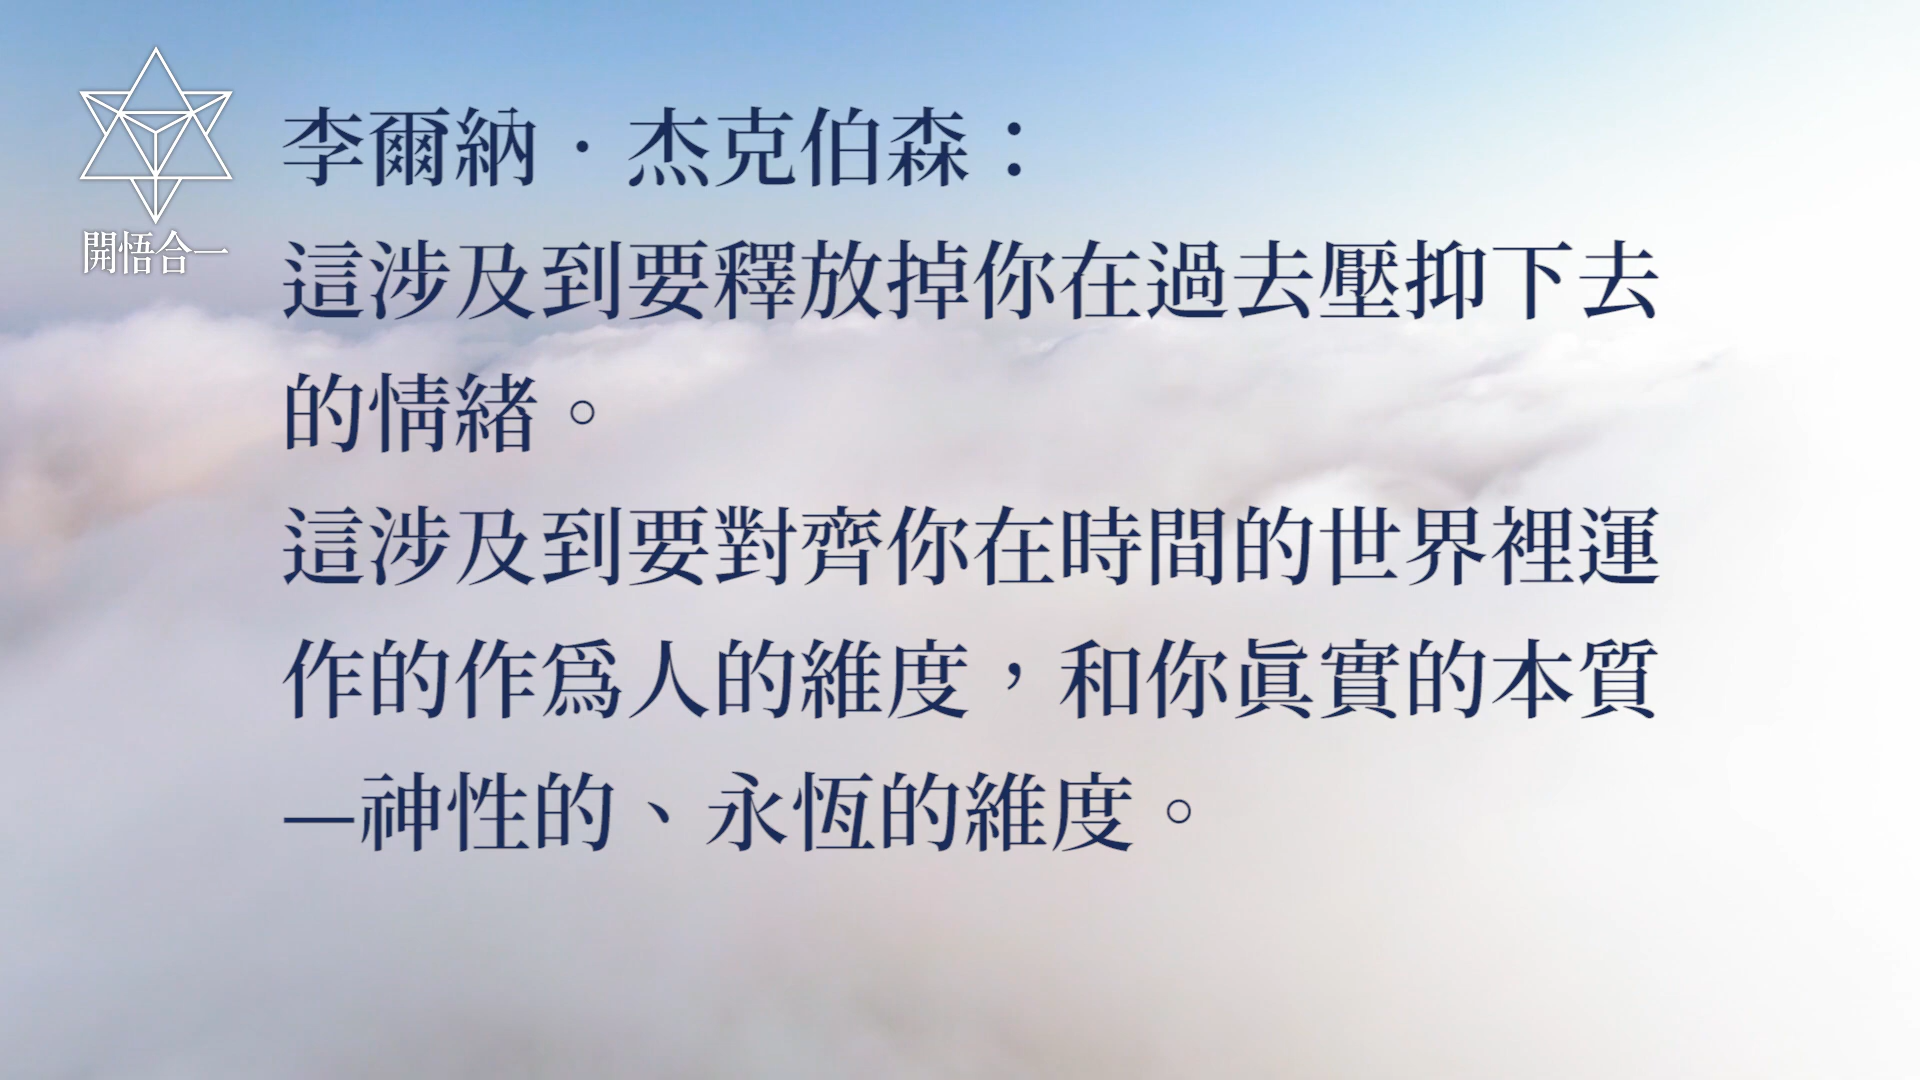 李爾納·杰克伯森：
這涉及到要釋放掉你在過去壓抑下去
的情緒。
這涉及到要對齊你在時間的世界裡運
作的作爲人的維度，和你眞實的本質
—神性的、永恆的維度。
開悟合一